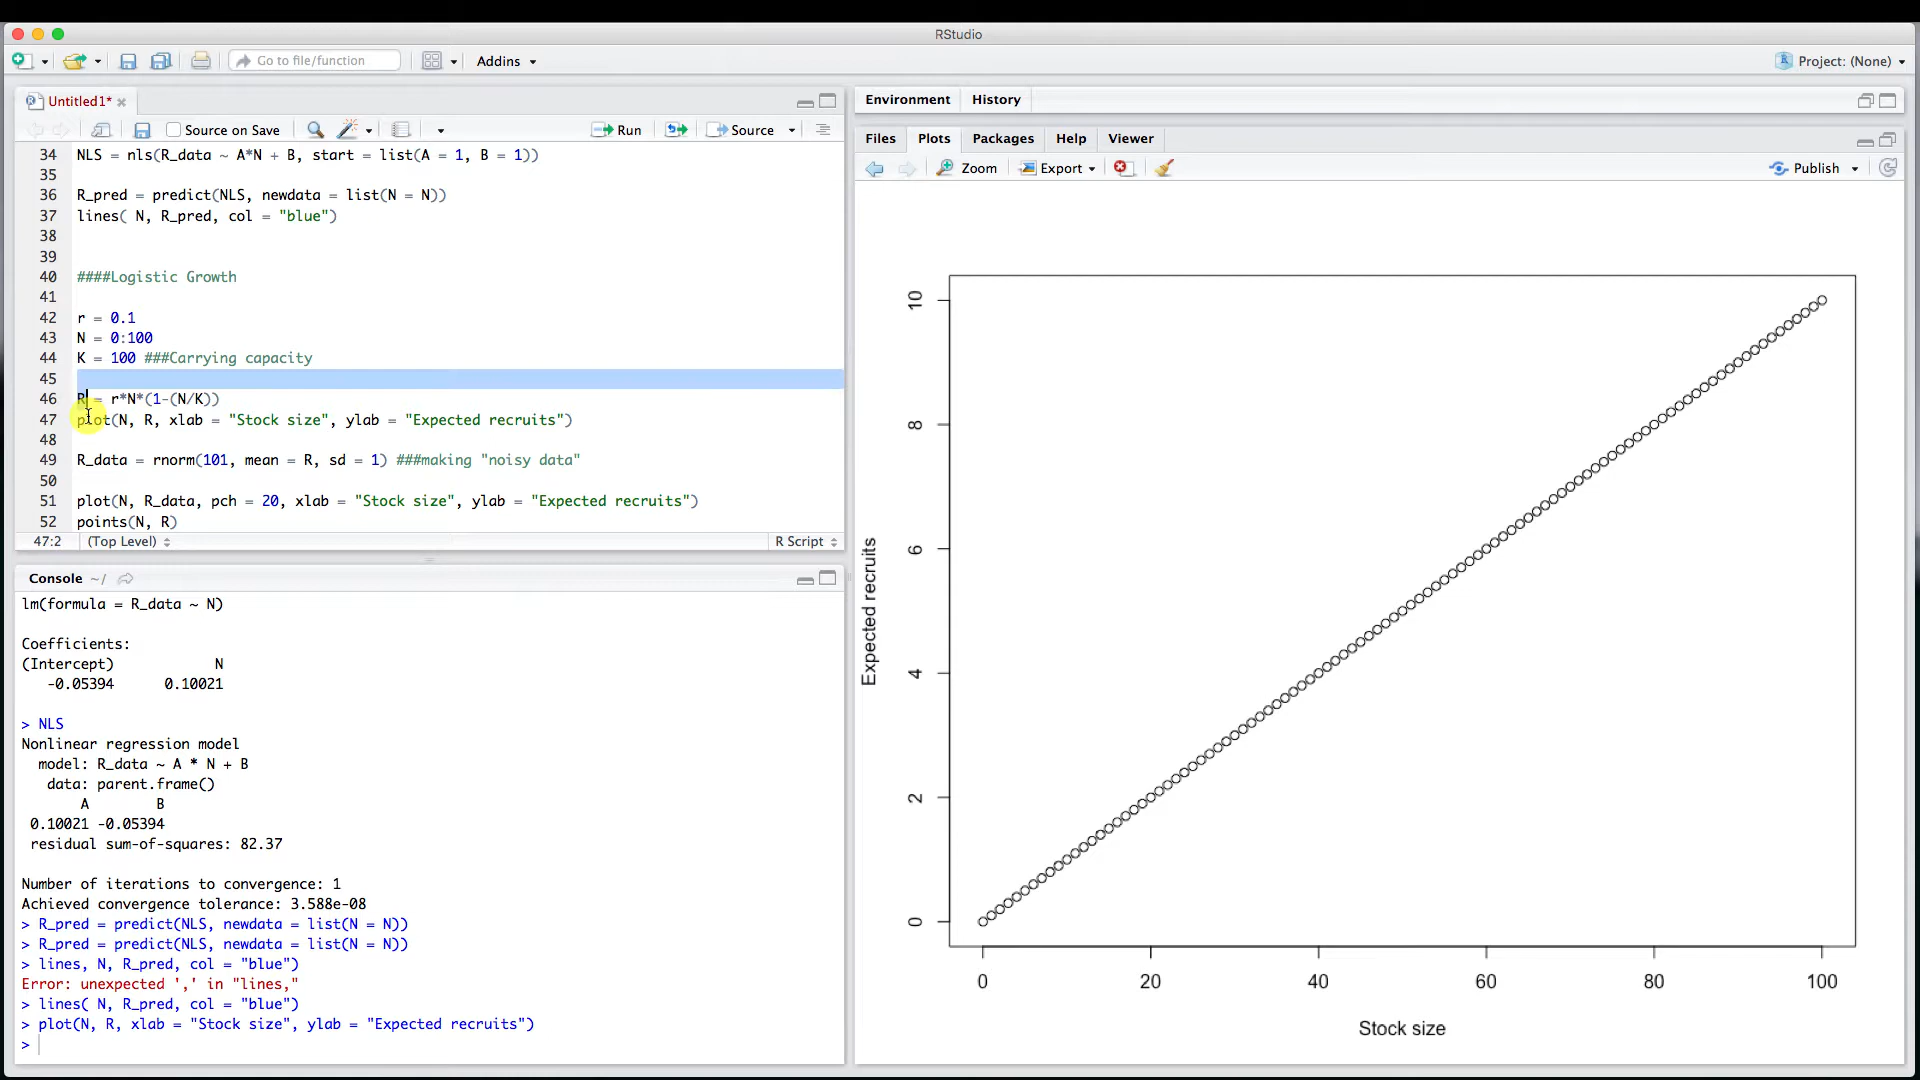 RStudio
Go to file/function
Addins
Project: (None)
Untitled1*
Source on Save
Run
Source
34 NLS = nls(R_data ~ A*N + B, start = list(A = 1, B = 1))
35
36 R_pred = predict(NLS, newdata = list(N = N))
37 lines( N, R_pred, col = "blue")
38
39
40 ####Logistic Growth
41
42 r = 0.1
43 N = 0:100
44 K = 100 ###Carrying capacity
45
46 R = r*N*(1-(N/K))
47 plot(N, R, xlab = "Stock size", ylab = "Expected recruits")
48
49 R_data = rnorm(101, mean = R, sd = 1) ###making "noisy data"
50
51 plot(N, R_data, pch = 20, xlab = "Stock size", ylab = "Expected recruits")
52 points(N, R)
47:2 (Top Level) R Script
Console ~/
lm(formula = R_data ~ N)
Coefficients:
(Intercept) N
-0.05394 0.10021
> NLS
Nonlinear regression model
model: R_data ~ A * N + B
data: parent.frame()
A B
0.10021 -0.05394
residual sum-of-squares: 82.37
Number of iterations to convergence: 1
Achieved convergence tolerance: 3.588e-08
> R_pred = predict(NLS, newdata = list(N = N))
> R_pred = predict(NLS, newdata = list(N = N))
> lines, N, R_pred, col = "blue")
Error: unexpected ',' in "lines,"
> lines( N, R_pred, col = "blue")
> plot(N, R, xlab = "Stock size", ylab = "Expected recruits")
>
Environment History
Files Plots Packages Help Viewer
Zoom Export Publish
10
8
6
4
2
0
Expected recruits
0 20 40 60 80 100
Stock size